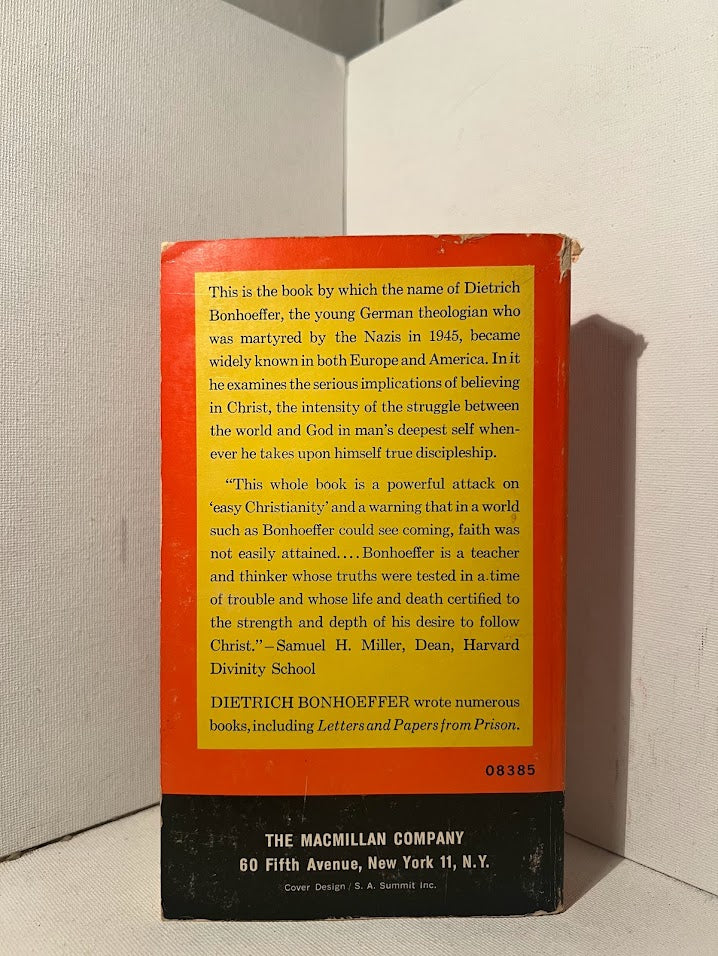 This is the book by which the name of Dietrich
Bonhoeffer, the young German theologian who
was martyred by the Nazis in 1945, became
widely known in both Europe and America. In it
he examines the serious implications of believing
in Christ, the intensity of the struggle between
the world and God in man's deepest self when-
ever he takes upon himself true discipleship.
“This whole book is a powerful attack on
‘easy Christianity’ and a warning that in a world
such as Bonhoeffer could see coming, faith was
not easily attained....Bonhoeffer is a teacher
and thinker whose truths were tested in a time
of trouble and whose life and death certified to
the strength and depth of his desire to follow
Christ.”—Samuel H. Miller, Dean, Harvard
Divinity School
DIETRICH BONHOEFFER wrote numerous
books, including Letters and Papers from Prison.
08385
THE MACMILLAN COMPANY
60 Fifth Avenue, New York 11, N.Y.
Cover Design / S. A. Summit Inc.